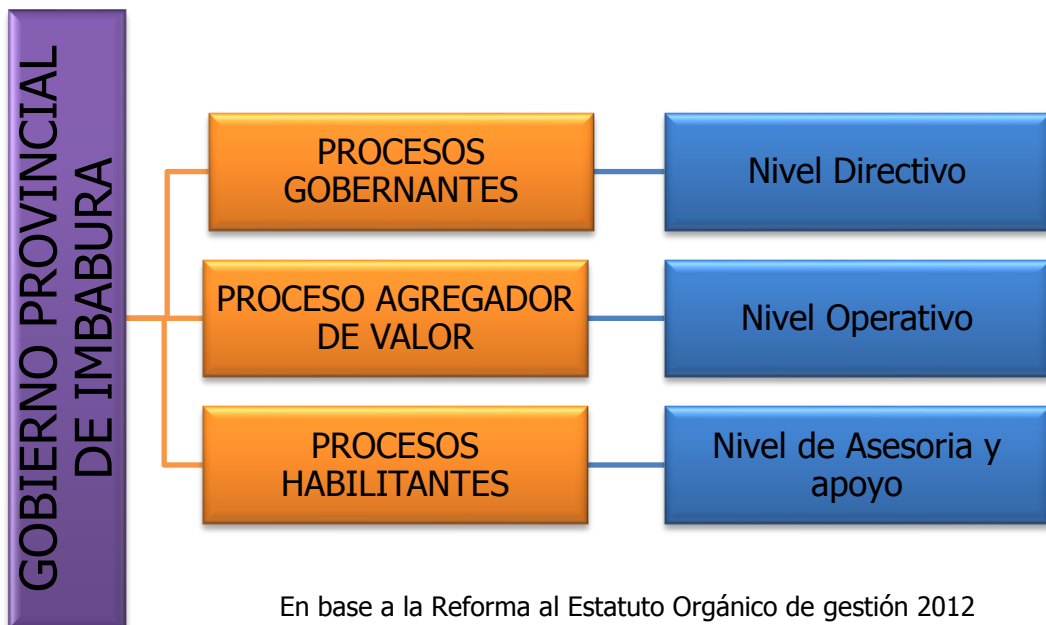 GOBIERNO PROVINCIAL
DE IMBABURA
PROCESOS
GOBERNANTES
Nivel Directivo
PROCESO AGREGADOR
DE VALOR
Nivel Operativo
PROCESOS
HABILITANTES
Nivel de Asesoria y
apoyo
En base a la Reforma al Estatuto Orgánico de gestión 2012